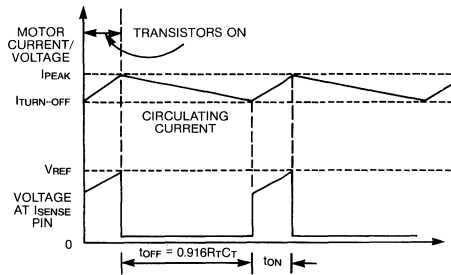 MOTOR
CURRENT/
VOLTAGE
TRANSISTORS ON
IPEAK
ITURN-OFF
CIRCULATING
CURRENT
VREF
VOLTAGE
AT ISENSE
PIN
0
tOFF = 0.916RTCT
tON